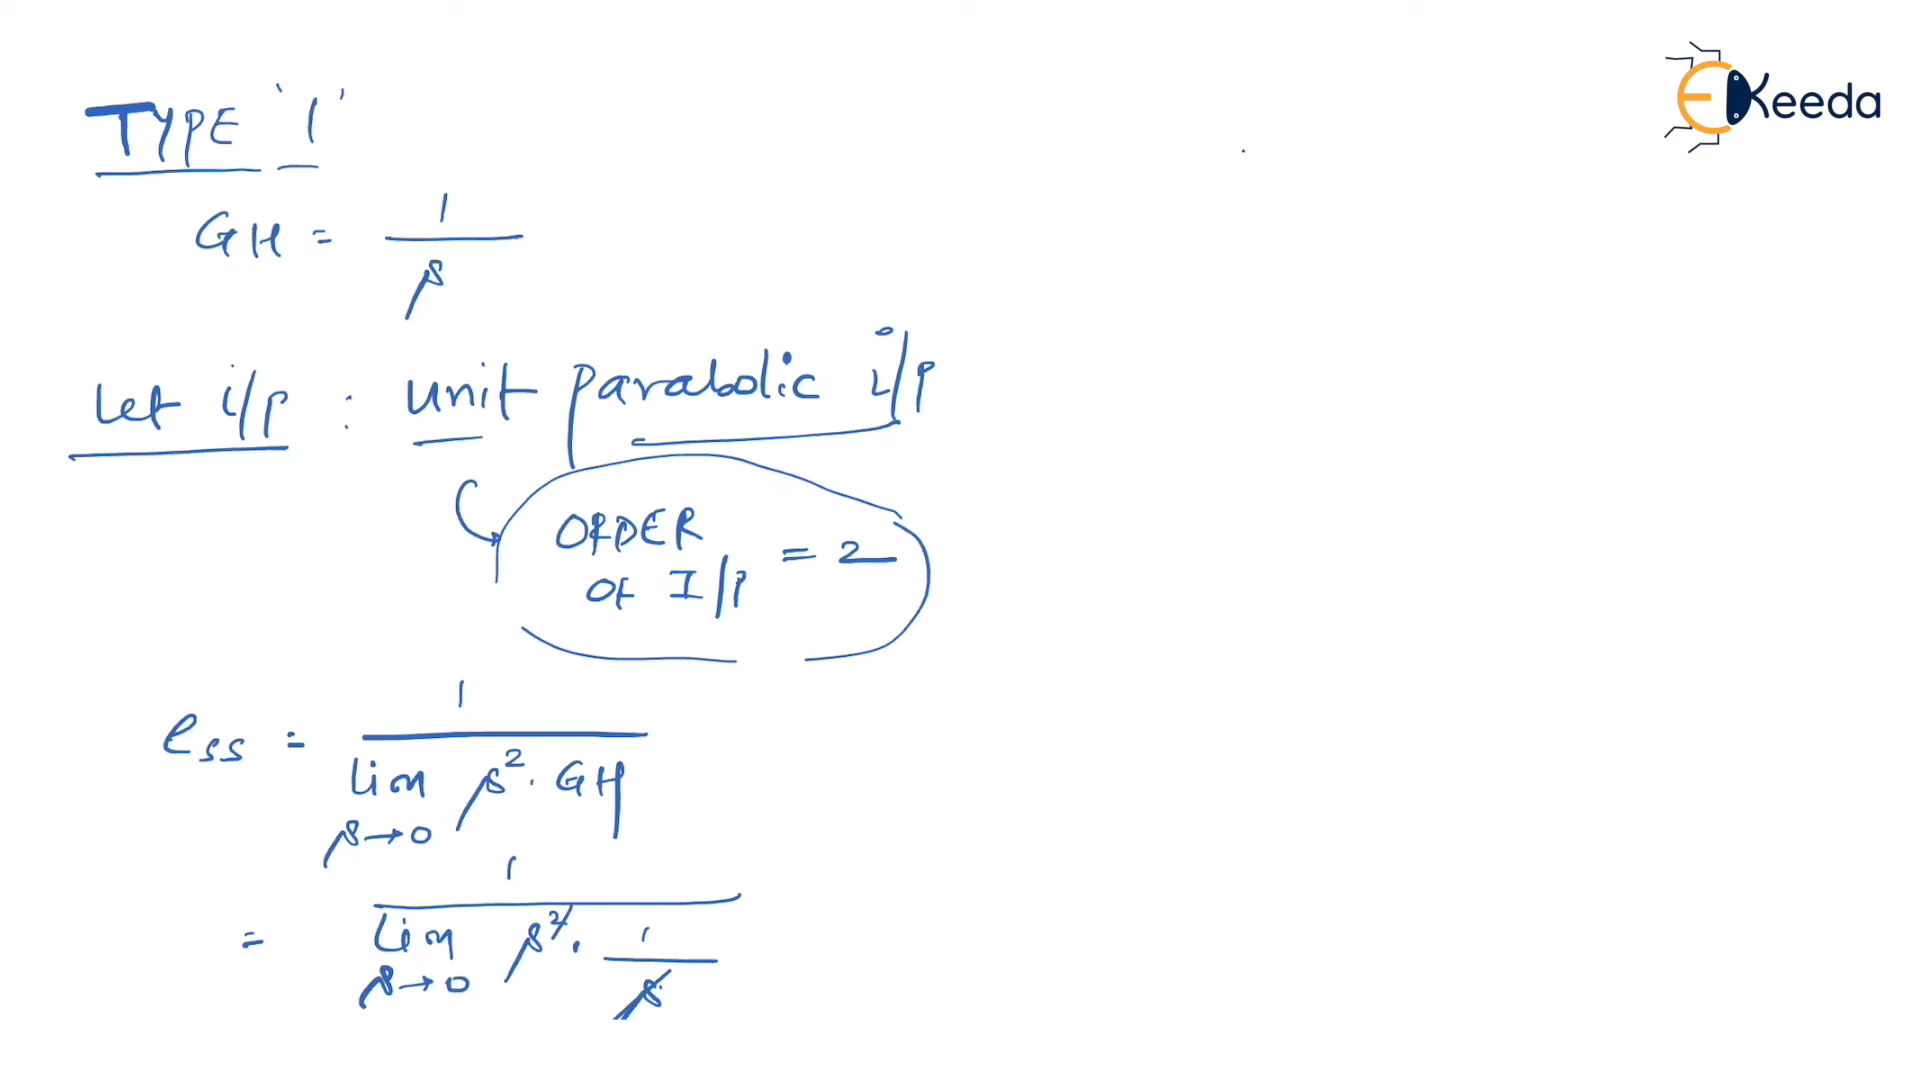 TYPE '1'
GH = 1/s
Let i/p : unit parabolic i/p
ORDER OF I/P = 2
ess = 1 / lim s→0 s². GH
= 1 / lim s→0 s². 1/s
EKeeda